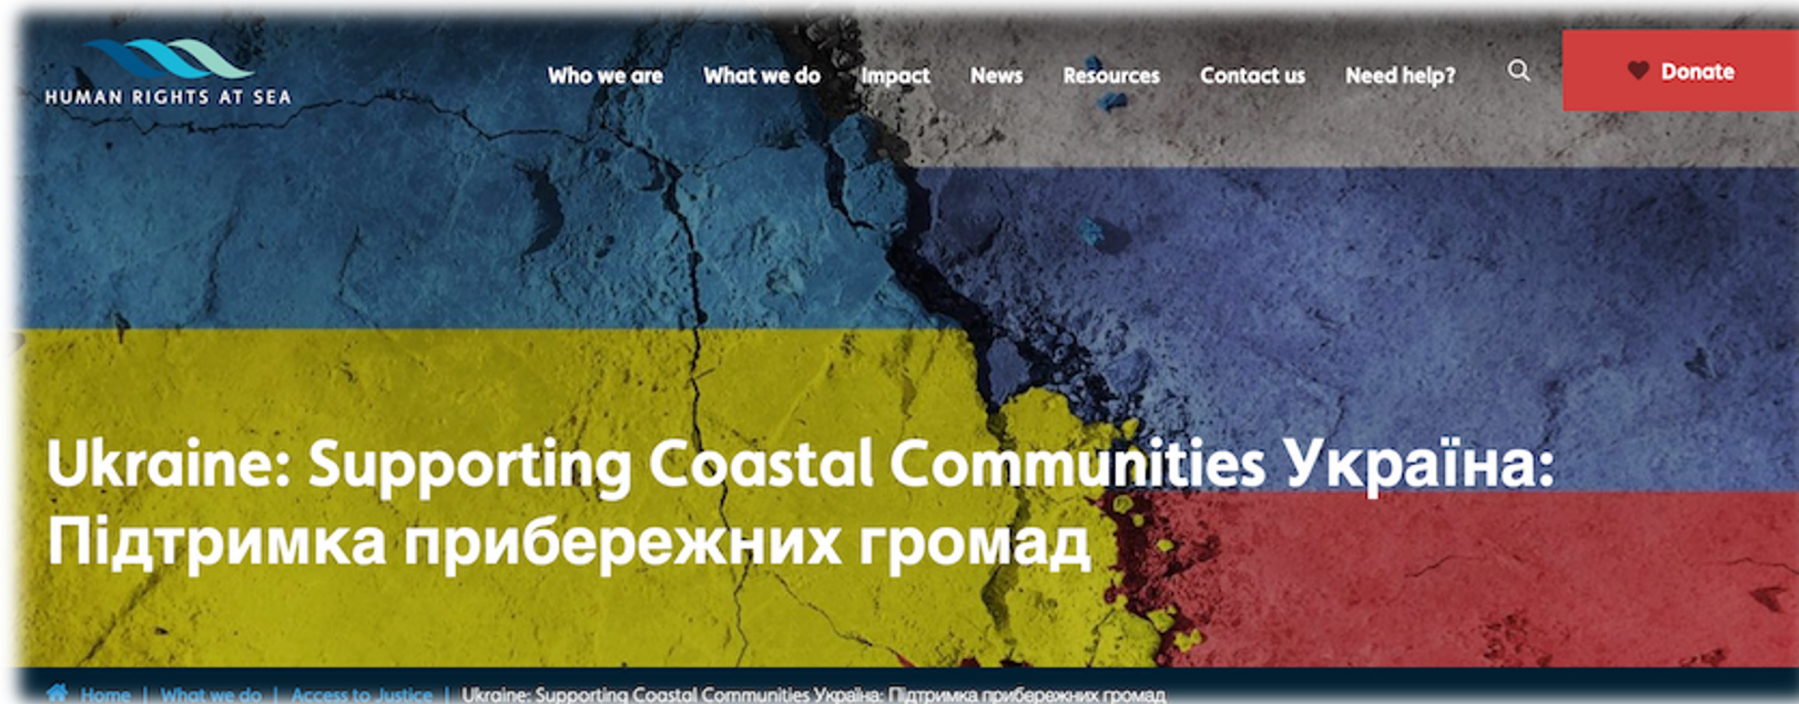 HUMAN RIGHTS AT SEA
Who we are What we do Impact News Resources Contact us Need help? Donate
Ukraine: Supporting Coastal Communities Україна:
Підтримка прибережних громад
Home | What we do | Access to Justice | Ukraine: Supporting Coastal Communities Україна: Підтримка прибережних громад